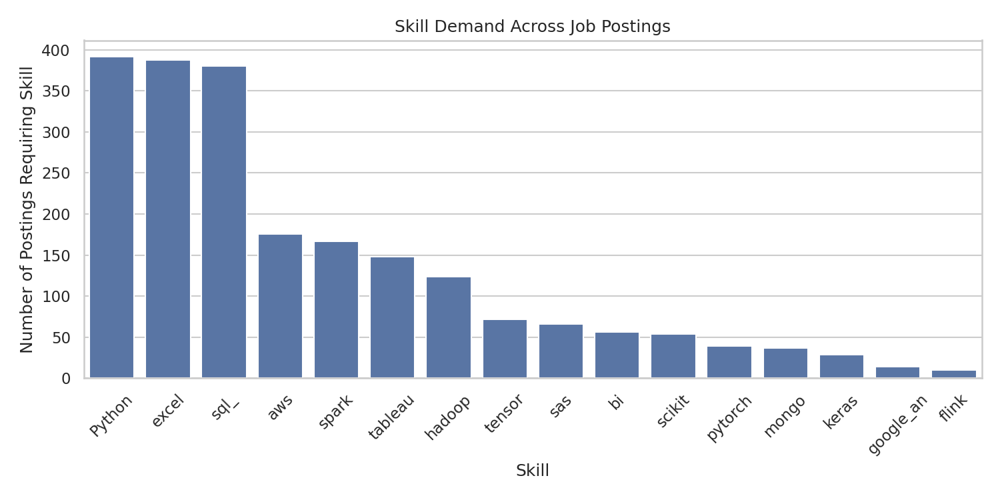 Skill Demand Across Job Postings
Number of Postings Requiring Skill
400
350
300
250
200
150
100
50
0
Python
excel
sql_
aws
spark
tableau
hadoop
tensor
sas
bi
scikit
pytorch
mongo
keras
google_an
flink
Skill